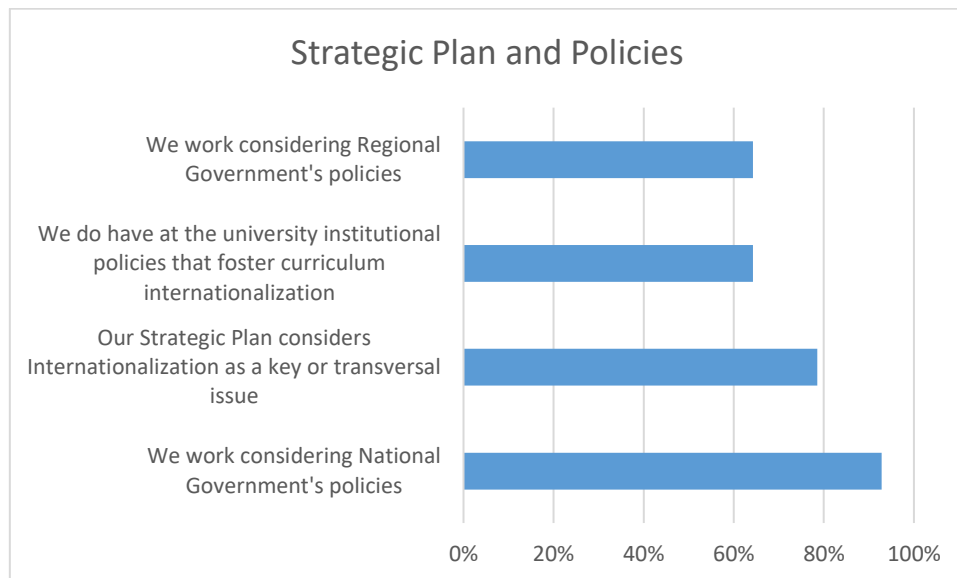 Strategic Plan and Policies
We work considering Regional
Government's policies
We do have at the university institutional
policies that foster curriculum
internationalization
Our Strategic Plan considers
Internationalization as a key or transversal
issue
We work considering National
Government's policies
0% 20% 40% 60% 80% 100%